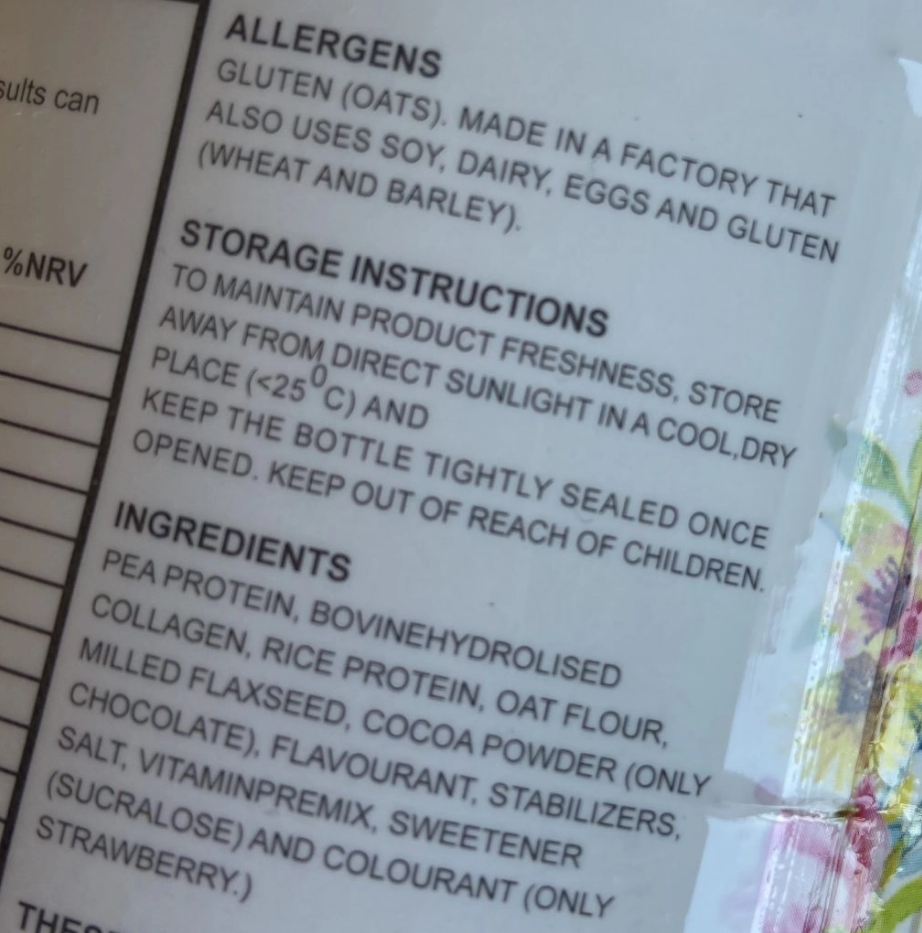 sults can
%NRV
ALLERGENS
GLUTEN (OATS). MADE IN A FACTORY THAT
ALSO USES SOY, DAIRY, EGGS AND GLUTEN
(WHEAT AND BARLEY).
STORAGE INSTRUCTIONS
TO MAINTAIN PRODUCT FRESHNESS, STORE
AWAY FROM DIRECT SUNLIGHT IN A COOL,DRY
PLACE (<25⁰C) AND
KEEP THE BOTTLE TIGHTLY SEALED ONCE
OPENED. KEEP OUT OF REACH OF CHILDREN.
INGREDIENTS
PEA PROTEIN, BOVINEHYDROLISED
COLLAGEN, RICE PROTEIN, OAT FLOUR,
MILLED FLAXSEED, COCOA POWDER (ONLY
CHOCOLATE), FLAVOURANT, STABILIZERS,
SALT, VITAMINPREMIX, SWEETENER
(SUCRALOSE) AND COLOURANT (ONLY
STRAWBERRY.)